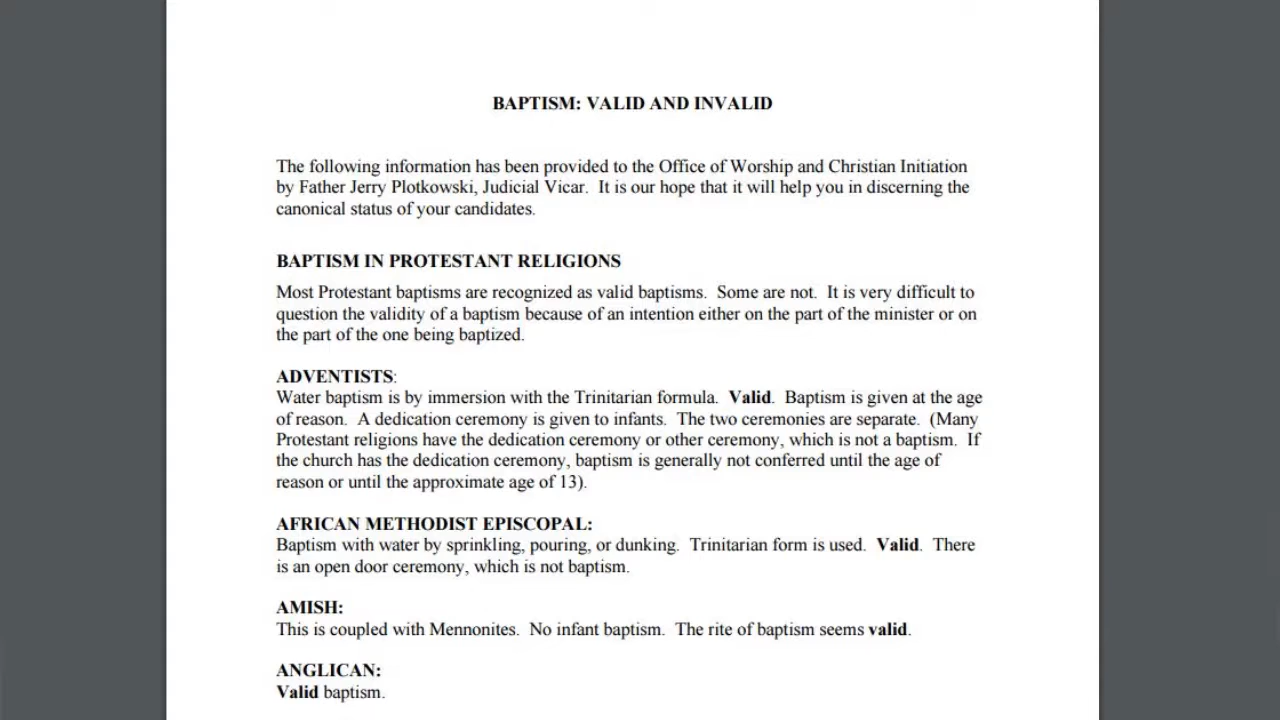 BAPTISM: VALID AND INVALID
The following information has been provided to the Office of Worship and Christian Initiation
by Father Jerry Plotkowski, Judicial Vicar.  It is our hope that it will help you in discerning the
canonical status of your candidates.
BAPTISM IN PROTESTANT RELIGIONS
Most Protestant baptisms are recognized as valid baptisms.  Some are not.  It is very difficult to
question the validity of a baptism because of an intention either on the part of the minister or on
the part of the one being baptized.
ADVENTISTS:
Water baptism is by immersion with the Trinitarian formula.  Valid.  Baptism is given at the age
of reason.  A dedication ceremony is given to infants.  The two ceremonies are separate.  (Many
Protestant religions have the dedication ceremony or other ceremony, which is not a baptism.  If
the church has the dedication ceremony, baptism is generally not conferred until the age of
reason or until the approximate age of 13).
AFRICAN METHODIST EPISCOPAL:
Baptism with water by sprinkling, pouring, or dunking.  Trinitarian form is used.  Valid.  There
is an open door ceremony, which is not baptism.
AMISH:
This is coupled with Mennonites.  No infant baptism.  The rite of baptism seems valid.
ANGLICAN:
Valid baptism.